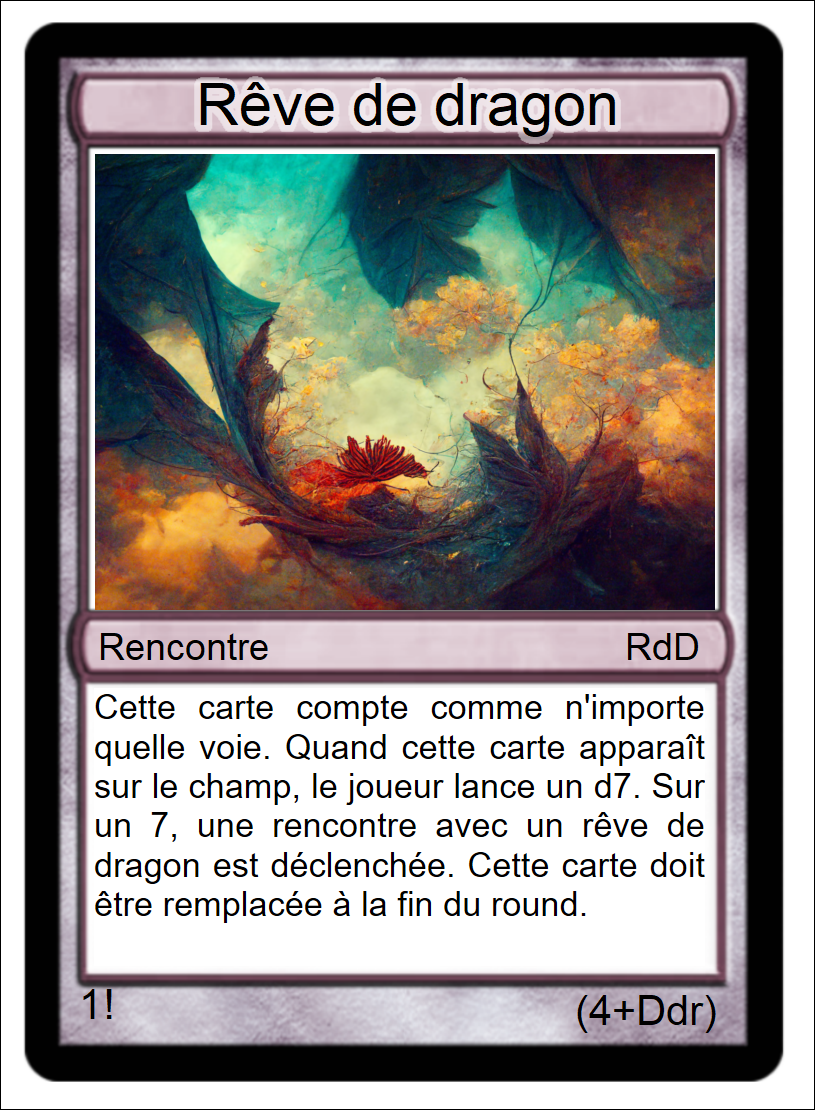 Rêve de dragon
Rencontre RdD
Cette carte compte comme n'importe
quelle voie. Quand cette carte apparaît
sur le champ, le joueur lance un d7. Sur
un 7, une rencontre avec un rêve de
dragon est déclenchée. Cette carte doit
être remplacée à la fin du round.
1! (4+Ddr)